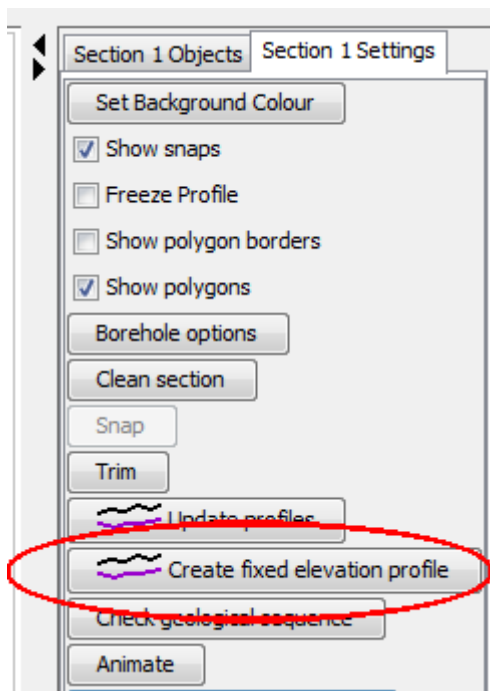 Section 1 Objects Section 1 Settings
Set Background Colour
Show snaps
Freeze Profile
Show polygon borders
Show polygons
Borehole options
Clean section
Snap
Trim
Update profiles
Create fixed elevation profile
Check geological sequence
Animate